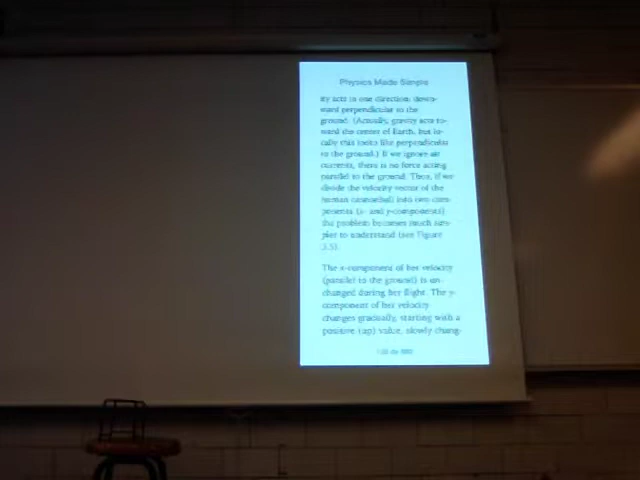 Physics Made Simple
ity acts in one direction: down-
ward perpendicular to the
ground. (Actually, gravity acts to-
ward the center of Earth, but lo-
cally this looks like perpendicular
to the ground.) If we ignore air
currents, there is no force acting
parallel to the ground. Thus, if we
divide the velocity vector of the
human cannonball into two com-
ponents (x- and y-components)
the problem becomes much sim-
pler to understand (see Figure
3.5).
The x-component of her velocity
(parallel to the ground) is un-
changed during her flight. The y-
component of her velocity
changes gradually, starting with a
positive (up) value, slowly chang-